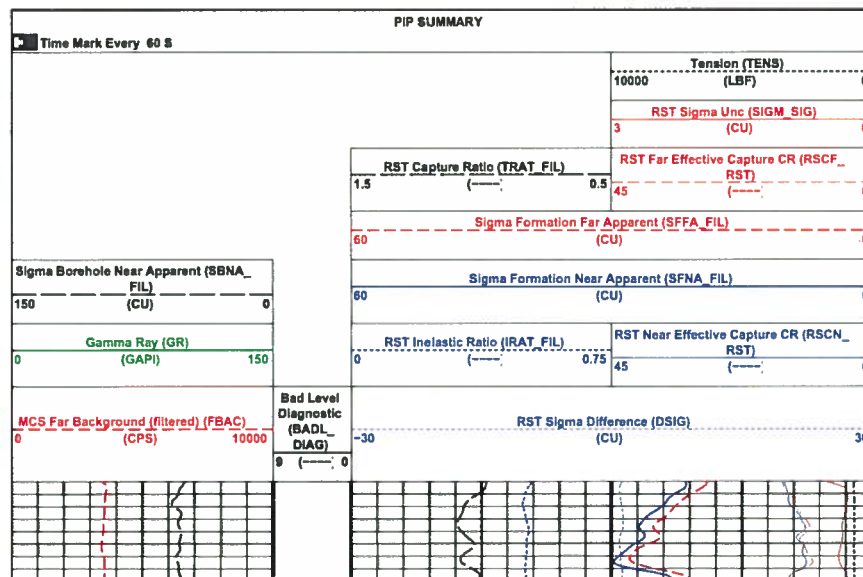 PIP SUMMARY
Time Mark Every 60 S
Tension (TENS)
10000 (LBF)
RST Sigma Unc (SIGM_SIG)
3 (CU)
RST Capture Ratio (TRAT_FIL)
1.5 (----) 0.5
RST Far Effective Capture CR (RSCF_
RST)
45 (----)
Sigma Formation Far Apparent (SFFA_FIL)
60 (CU)
Sigma Borehole Near Apparent (SBNA_
FIL)
150 (CU) 0
Sigma Formation Near Apparent (SFNA_FIL)
60 (CU)
Gamma Ray (GR)
0 (GAPI) 150
RST Inelastic Ratio (IRAT_FIL)
0 (----) 0.75
RST Near Effective Capture CR (RSCN_
RST)
45 (----)
MCS Far Background (filtered) (FBAC)
0 (CPS) 10000
Bad Level
Diagnostic
(BADL_
DIAG)
9 (----) 0
RST Sigma Difference (DSIG)
-30 (CU) 30